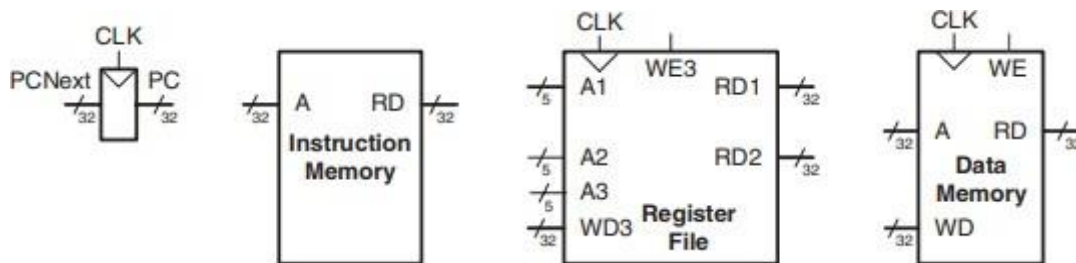 CLK
PCNext
PC
32
32
A
RD
32
32
Instruction
Memory
CLK
WE3
A1
RD1
5
32
A2
RD2
5
32
A3
5
WD3
32
Register
File
CLK
WE
A
RD
32
32
Data
Memory
WD
32